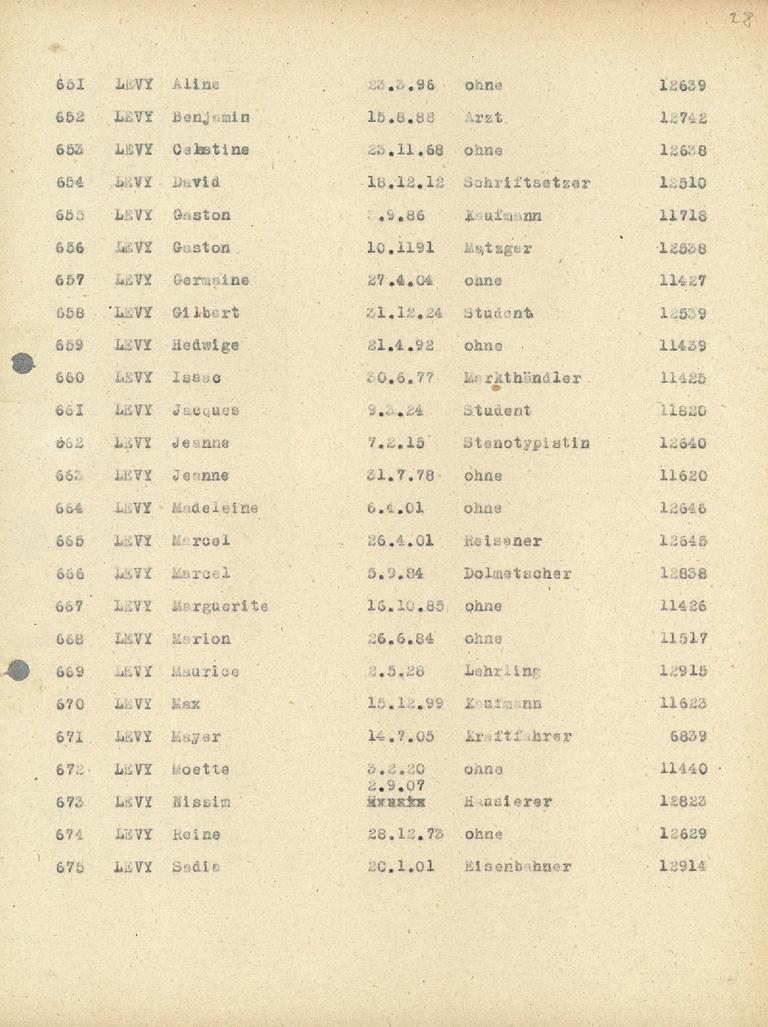 28
651 LEVY Aline 23.3.96 ohne 12639
652 LEVY Benjamin 15.8.88 Arzt 12742
653 LEVY Celestine 23.11.68 ohne 12638
654 LEVY David 18.12.12 Schriftsetzer 12510
655 LEVY Gaston .9.86 Kaufmann 11718
656 LEVY Gaston 10.1191 Metzger 12538
657 LEVY Germaine 27.4.04 ohne 11427
658 LEVY Gilbert 31.12.24 Student 12539
659 LEVY Hedwige 21.4.92 ohne 11439
660 LEVY Isaac 30.6.77 Markthändler 11425
661 LEVY Jacques 9.3.24 Student 11820
662 LEVY Jeanne 7.2.15 Stenotypistin 12640
663 LEVY Jeanne 31.7.78 ohne 11620
664 LEVY Madeleine 6.4.01 ohne 12646
665 LEVY Marcel 26.4.01 Reisener 12645
666 LEVY Marcel 5.9.84 Dolmetscher 12838
667 LEVY Marguerite 16.10.85 ohne 11426
668 LEVY Marion 26.6.84 ohne 11517
669 LEVY Maurice 2.5.28 Lehrling 12915
670 LEVY Max 15.12.99 Kaufmann 11623
671 LEVY Mayer 14.7.05 Kraftfahrer 6839
672 LEVY Moette 3.2.20 ohne 11440
2.9.07
673 LEVY Nissim Hausierer 12823
674 LEVY Reine 28.12.73 ohne 12629
675 LEVY Sadia 20.1.01 Eisenbahner 12914